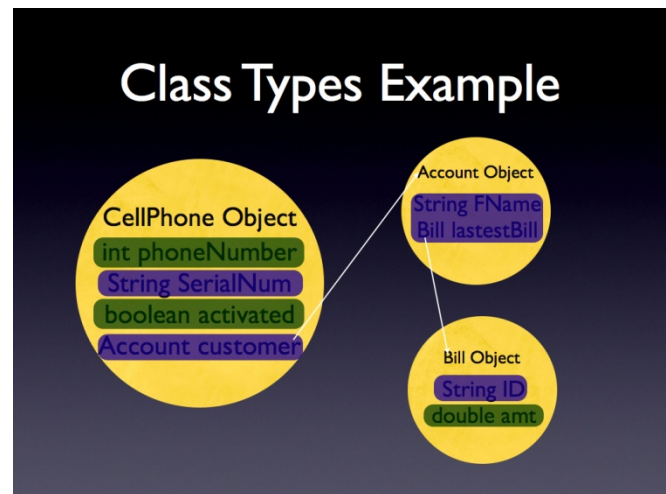 Class Types Example
CellPhone Object
int phoneNumber
String SerialNum
boolean activated
Account customer
Account Object
String FName
Bill lastestBill
Bill Object
String ID
double amt